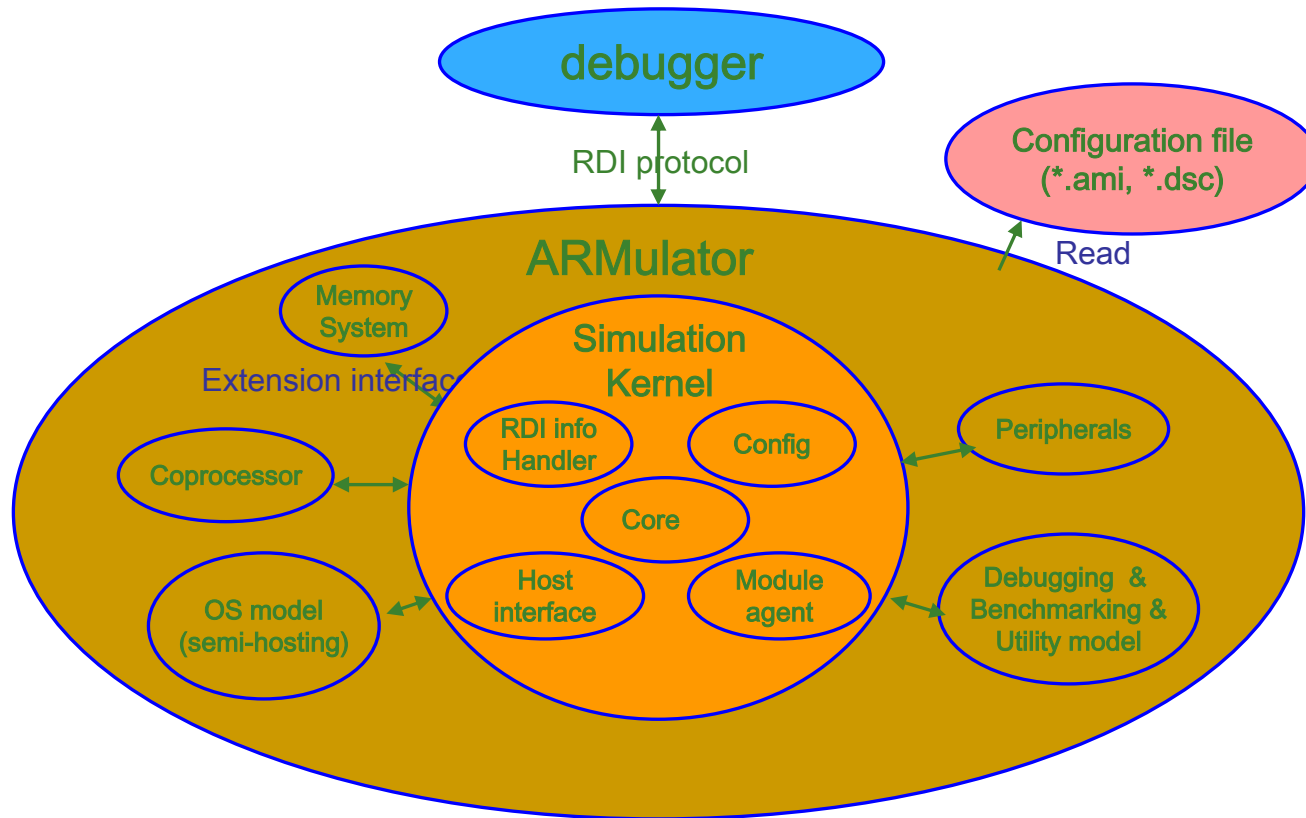 debugger
RDI protocol
Configuration file
(*.ami, *.dsc)
Read
ARMulator
Memory
System
Extension interface
Simulation
Kernel
RDI info
Handler
Config
Peripherals
Coprocessor
Core
Host
interface
Module
agent
OS model
(semi-hosting)
Debugging &
Benchmarking &
Utility model